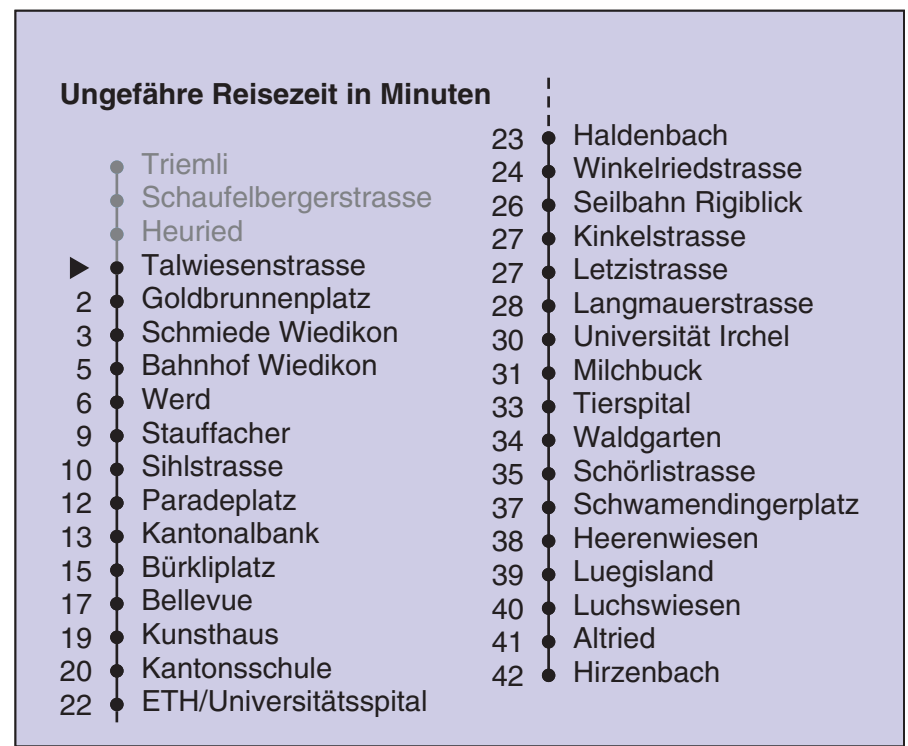 Ungefähre Reisezeit in Minuten
Triemli
Schaufelbergerstrasse
Heuried
Talwiesenstrasse
2 Goldbrunnenplatz
3 Schmiede Wiedikon
5 Bahnhof Wiedikon
6 Werd
9 Stauffacher
10 Sihlstrasse
12 Paradeplatz
13 Kantonalbank
15 Bürkliplatz
17 Bellevue
19 Kunsthaus
20 Kantonsschule
22 ETH/Universitätsspital
23 Haldenbach
24 Winkelriedstrasse
26 Seilbahn Rigiblick
27 Kinkelstrasse
27 Letzistrasse
28 Langmauerstrasse
30 Universität Irchel
31 Milchbuck
33 Tierspital
34 Waldgarten
35 Schörlistrasse
37 Schwamendingerplatz
38 Heerenwiesen
39 Luegisland
40 Luchswiesen
41 Altried
42 Hirzenbach